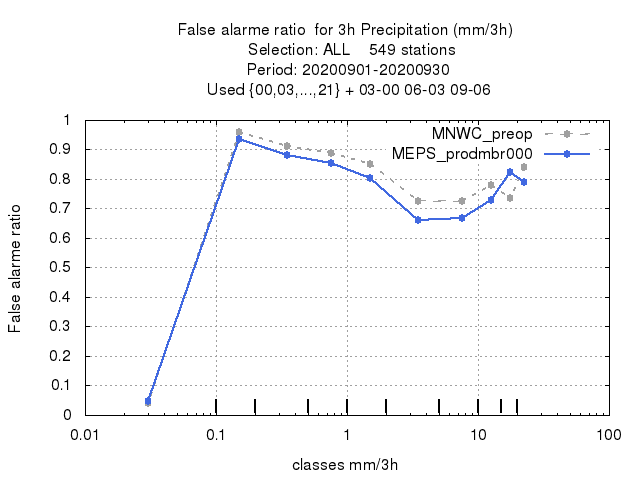 False alarme ratio for 3h Precipitation (mm/3h)
Selection: ALL 549 stations
Period: 20200901-20200930
Used {00,03,...,21} + 03-00 06-03 09-06
MNWC_preop
MEPS_prodmbr000
1
0.9
0.8
0.7
0.6
0.5
0.4
0.3
0.2
0.1
0
False alarme ratio
0.01 0.1 1 10 100
classes mm/3h